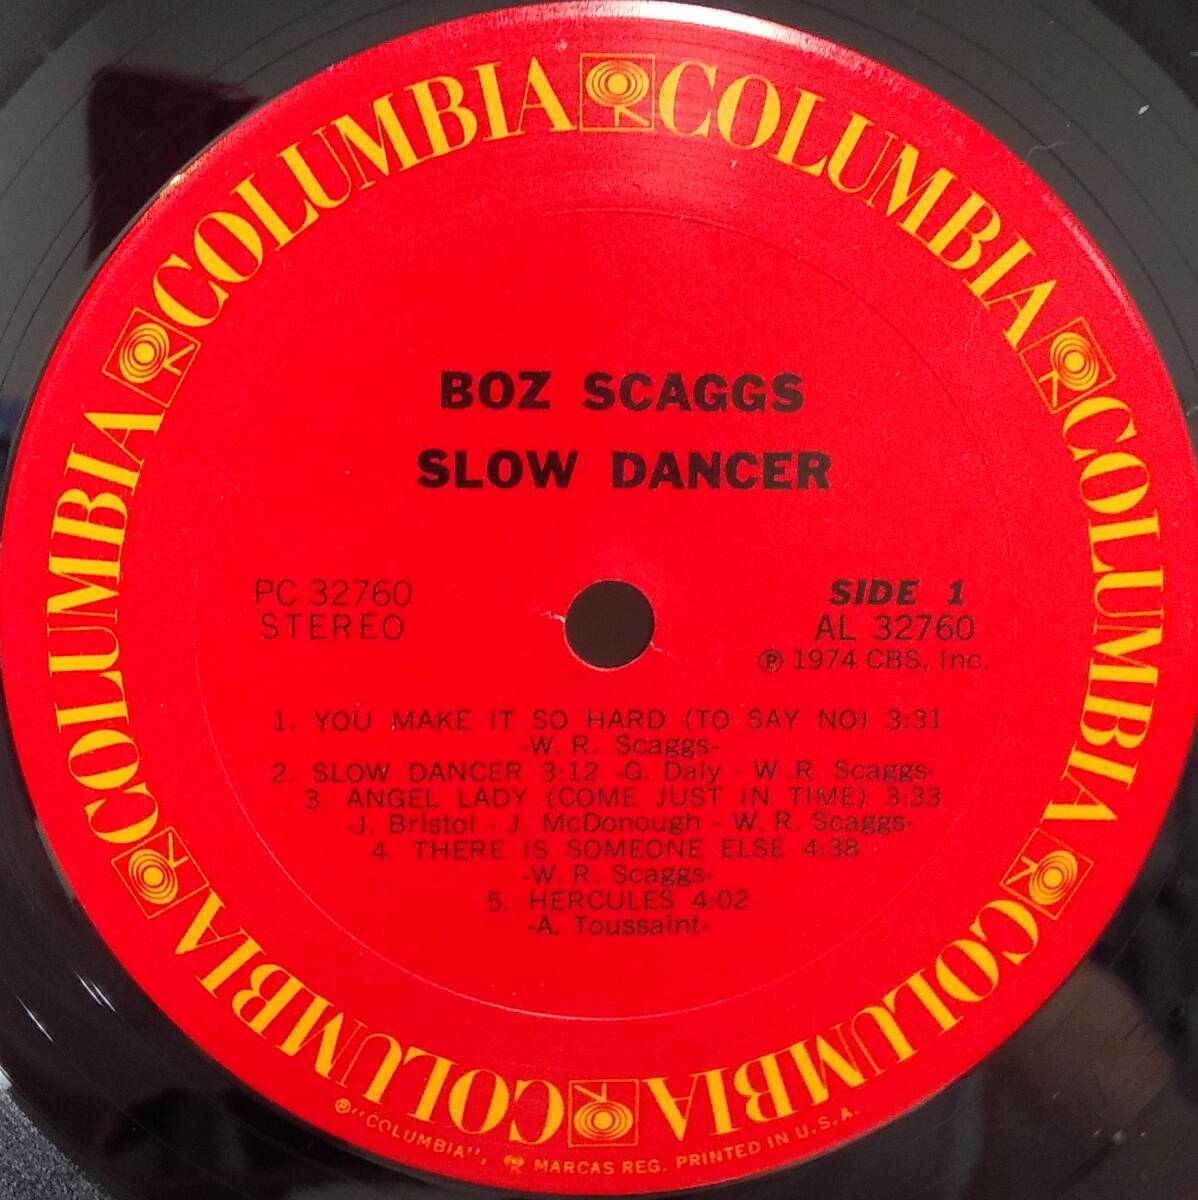 COLUMBIA COLUMBIA COLUMBIA COLUMBIA COLUMBIA COLUMBIA
BOZ SCAGGS
SLOW DANCER
PC 32760
STEREO
SIDE 1
AL 32760
℗ 1974 CBS, Inc.
1. YOU MAKE IT SO HARD (TO SAY NO) 3:31
-W. R. Scaggs-
2. SLOW DANCER 3:12 -G. Daly - W .R. Scaggs-
3. ANGEL LADY (COME JUST IN TIME) 3:33
-J. Bristol - J. McDonough - W. R. Scaggs-
4. THERE IS SOMEONE ELSE 4:38
-W. R. Scaggs-
5. HERCULES 4:02
-A. Toussaint-
® "COLUMBIA", MARCAS REG. PRINTED IN U.S.A.